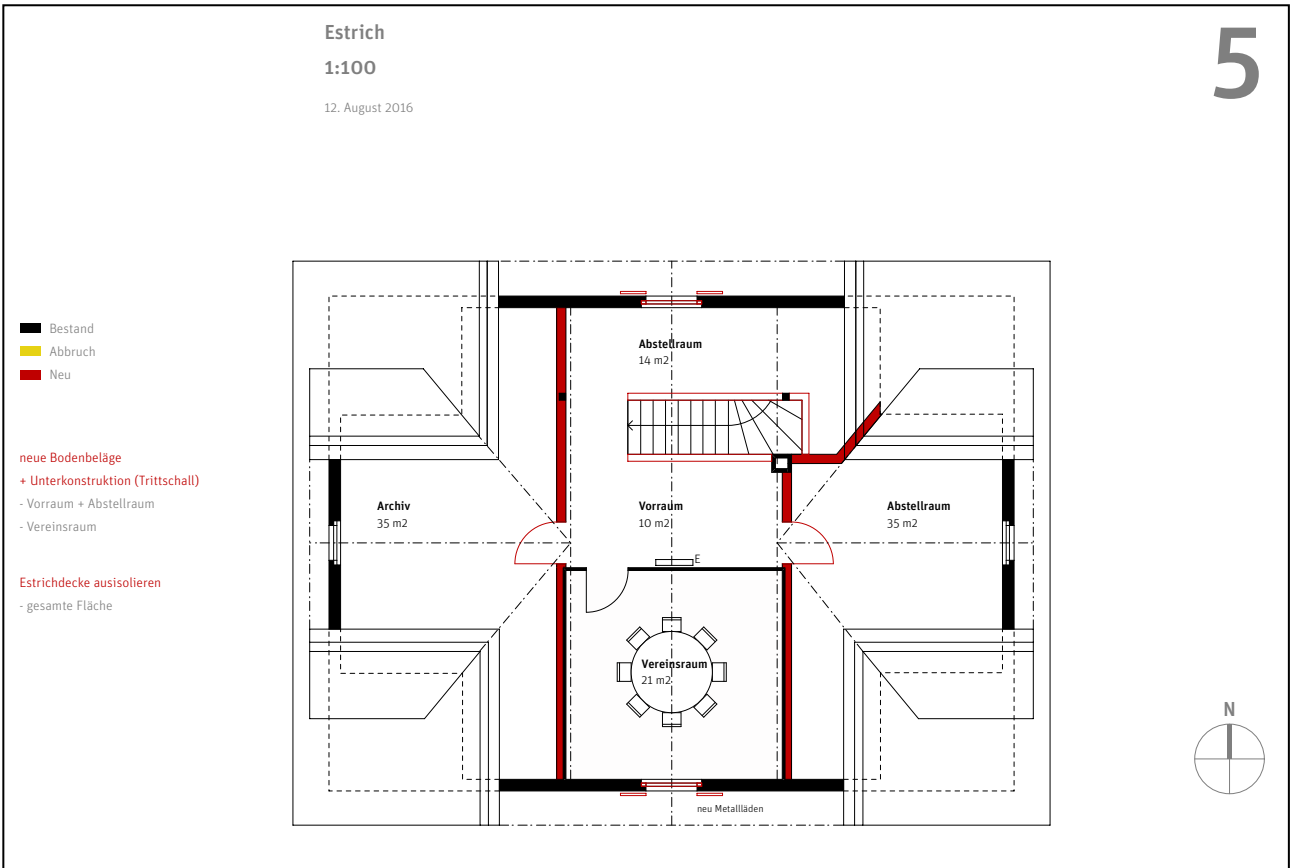 Estrich
1:100
12. August 2016
5
Bestand
Abbruch
Neu
neue Bodenbeläge
+ Unterkonstruktion (Trittschall)
- Vorraum + Abstellraum
- Vereinsraum
Estrichdecke ausisolieren
- gesamte Fläche
Abstellraum
14 m2
Archiv
35 m2
Vorraum
10 m2
Abstellraum
35 m2
E
Vereinsraum
21 m2
neu Metallläden
N